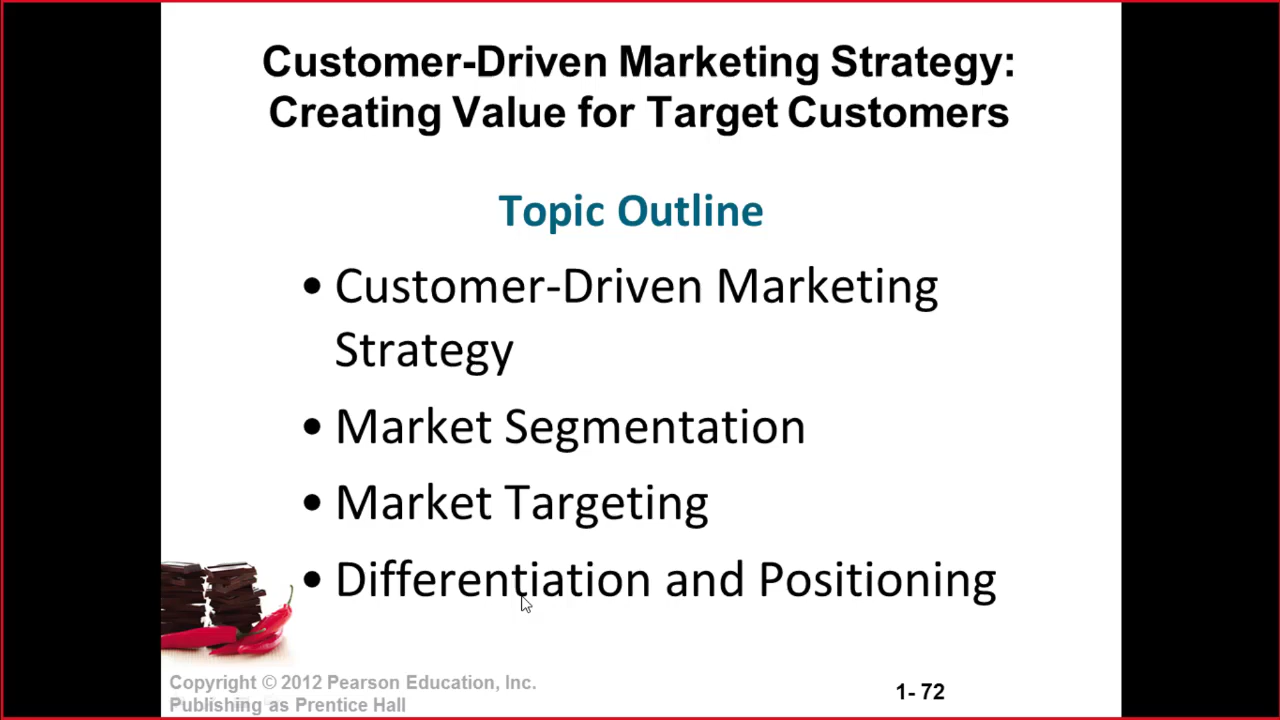 Customer-Driven Marketing Strategy:
Creating Value for Target Customers
Topic Outline
• Customer-Driven Marketing
Strategy
• Market Segmentation
• Market Targeting
• Differentiation and Positioning
Copyright © 2012 Pearson Education, Inc.
Publishing as Prentice Hall
1- 72